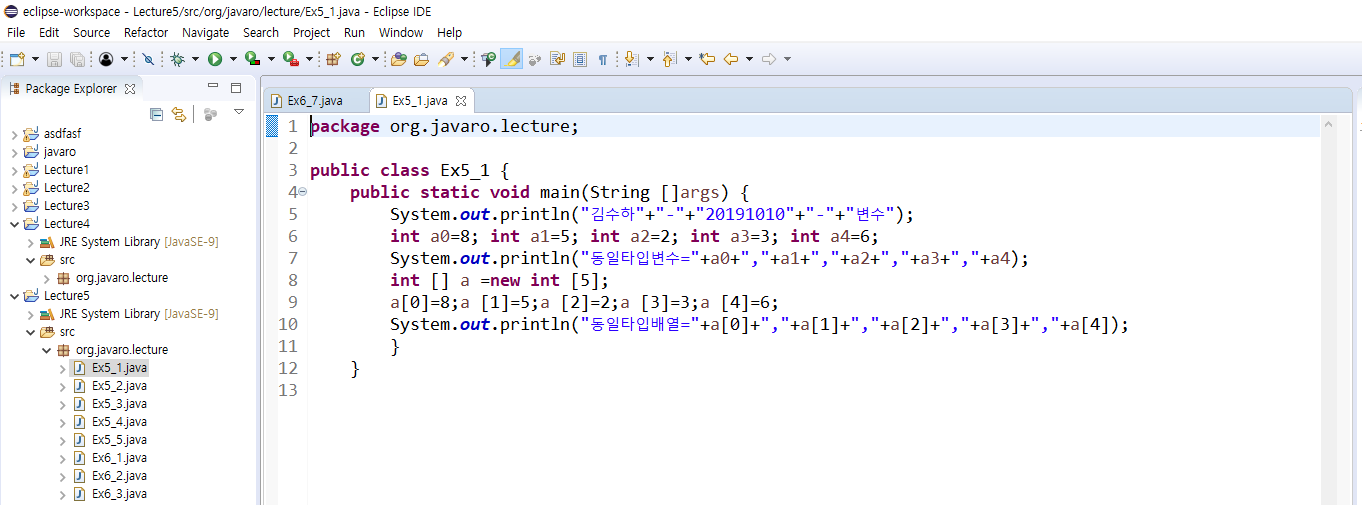 eclipse-workspace - Lecture5/src/org/javaro/lecture/Ex5_1.java - Eclipse IDE
File Edit Source Refactor Navigate Search Project Run Window Help
Package Explorer
asdfasf
javaro
Lecture1
Lecture2
Lecture3
Lecture4
JRE System Library [JavaSE-9]
src
org.javaro.lecture
Lecture5
JRE System Library [JavaSE-9]
src
org.javaro.lecture
Ex5_1.java
Ex5_2.java
Ex5_3.java
Ex5_4.java
Ex5_5.java
Ex6_1.java
Ex6_2.java
Ex6_3.java
Ex6_7.java Ex5_1.java
1 package org.javaro.lecture;
2
3 public class Ex5_1 {
4 public static void main(String []args) {
5 System.out.println("김수하"+"-"+"20191010"+"-"+"변수");
6 int a0=8; int a1=5; int a2=2; int a3=3; int a4=6;
7 System.out.println("동일타입변수="+a0+","+a1+","+a2+","+a3+","+a4);
8 int [] a =new int [5];
9 a[0]=8;a [1]=5;a [2]=2;a [3]=3;a [4]=6;
10 System.out.println("동일타입배열="+a[0]+","+a[1]+","+a[2]+","+a[3]+","+a[4]);
11 }
12 }
13